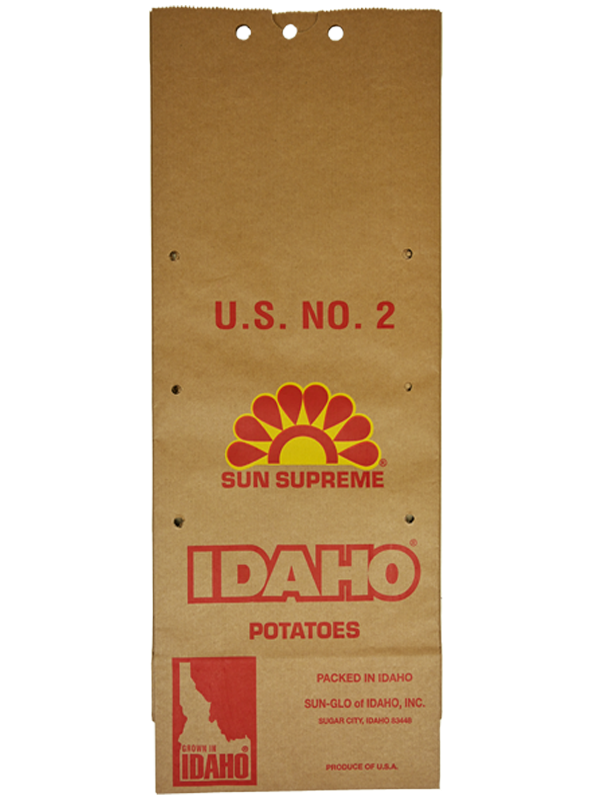 U.S. NO. 2
SUN SUPREME®
IDAHO®
POTATOES
GROWN IN
IDAHO®
PACKED IN IDAHO
SUN-GLO of IDAHO, INC.
SUGAR CITY, IDAHO 83448
PRODUCE OF U.S.A.